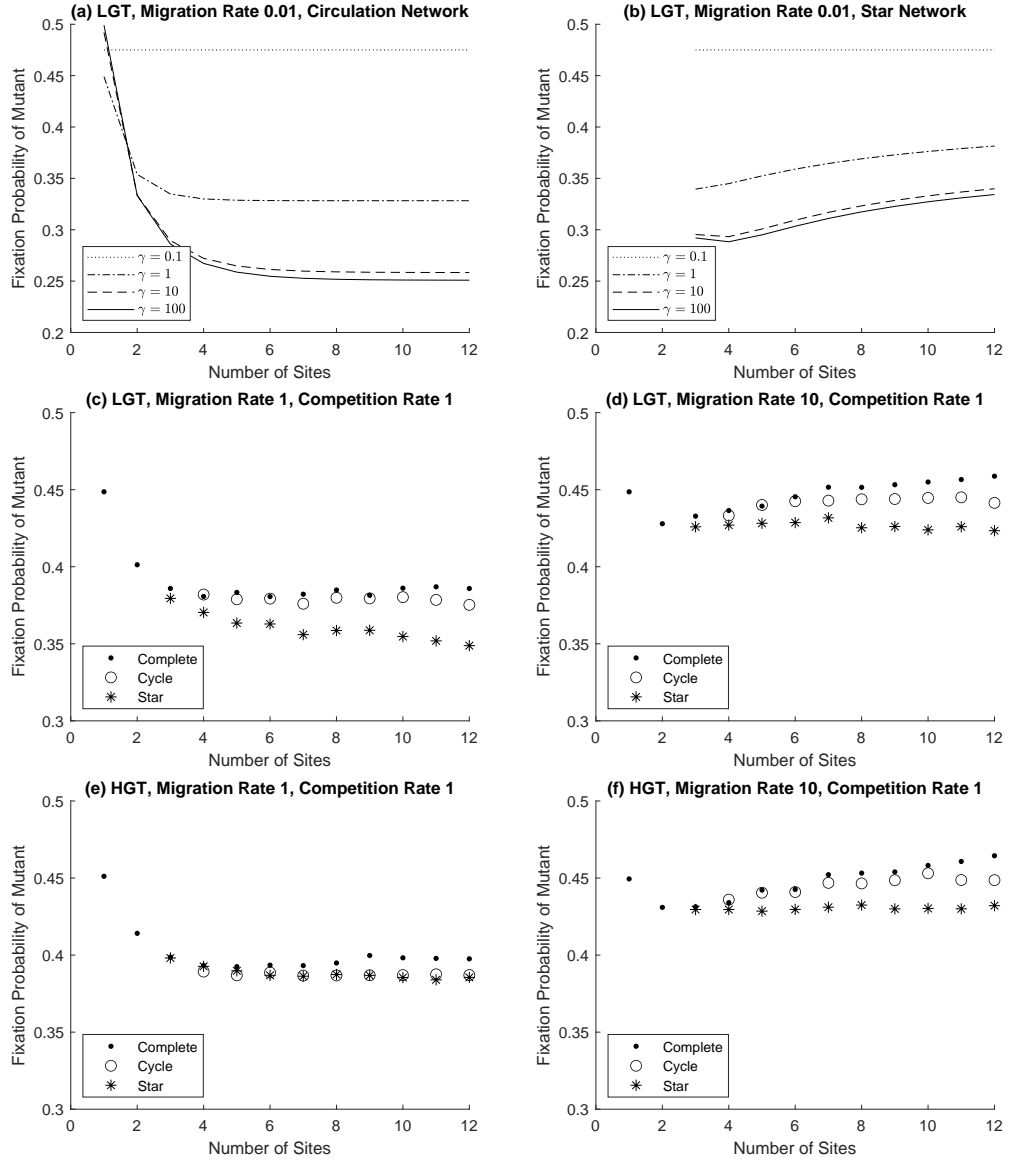 (a) LGT, Migration Rate 0.01, Circulation Network
Fixation Probability of Mutant
0.5
0.45
0.4
0.35
0.3
0.25
0.2
γ = 0.1
γ = 1
γ = 10
γ = 100
0 2 4 6 8 10 12
Number of Sites
(b) LGT, Migration Rate 0.01, Star Network
Fixation Probability of Mutant
0.5
0.45
0.4
0.35
0.3
0.25
0.2
γ = 0.1
γ = 1
γ = 10
γ = 100
0 2 4 6 8 10 12
Number of Sites
(c) LGT, Migration Rate 1, Competition Rate 1
Fixation Probability of Mutant
0.5
0.45
0.4
0.35
0.3
Complete
Cycle
Star
0 2 4 6 8 10 12
Number of Sites
(d) LGT, Migration Rate 10, Competition Rate 1
Fixation Probability of Mutant
0.5
0.45
0.4
0.35
0.3
Complete
Cycle
Star
0 2 4 6 8 10 12
Number of Sites
(e) HGT, Migration Rate 1, Competition Rate 1
Fixation Probability of Mutant
0.5
0.45
0.4
0.35
0.3
Complete
Cycle
Star
0 2 4 6 8 10 12
Number of Sites
(f) HGT, Migration Rate 10, Competition Rate 1
Fixation Probability of Mutant
0.5
0.45
0.4
0.35
0.3
Complete
Cycle
Star
0 2 4 6 8 10 12
Number of Sites